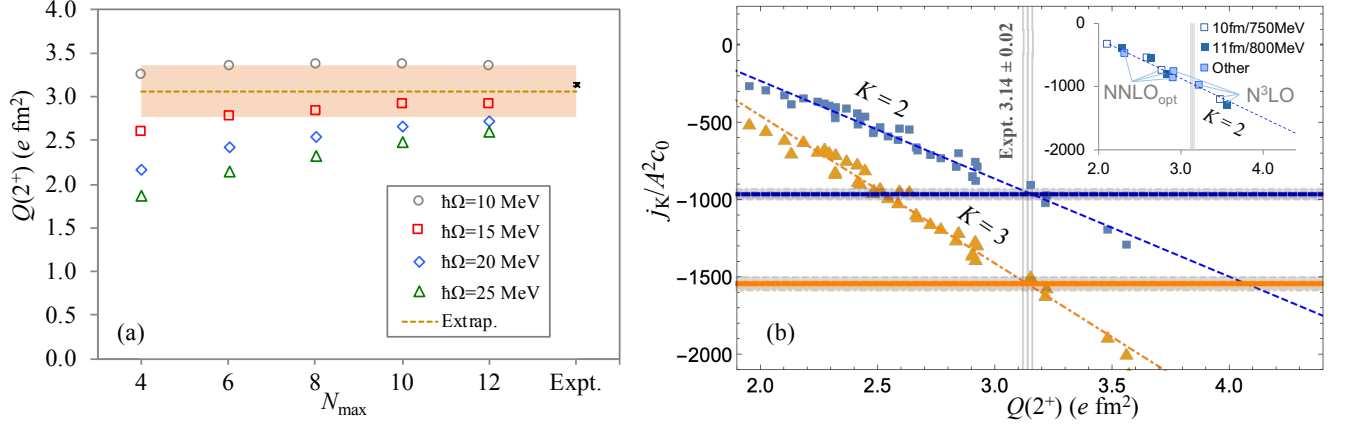 4.0
3.5
3.0
2.5
2.0
1.5
1.0
0.5
0.0
Q(2⁺) (e fm²)
ħΩ=10 MeV
ħΩ=15 MeV
ħΩ=20 MeV
ħΩ=25 MeV
Extrap.
(a)
4 6 8 10 12 Expt.
N_max
0
−500
−1000
−1500
−2000
j_K/A²c₀
K = 2
K = 3
Expt. 3.14 ± 0.02
0
−1000
−2000
10fm/750MeV
11fm/800MeV
Other
NNLO_opt
N³LO
K = 2
2.0 3.0 4.0
(b)
2.0 2.5 3.0 3.5 4.0
Q(2⁺) (e fm²)